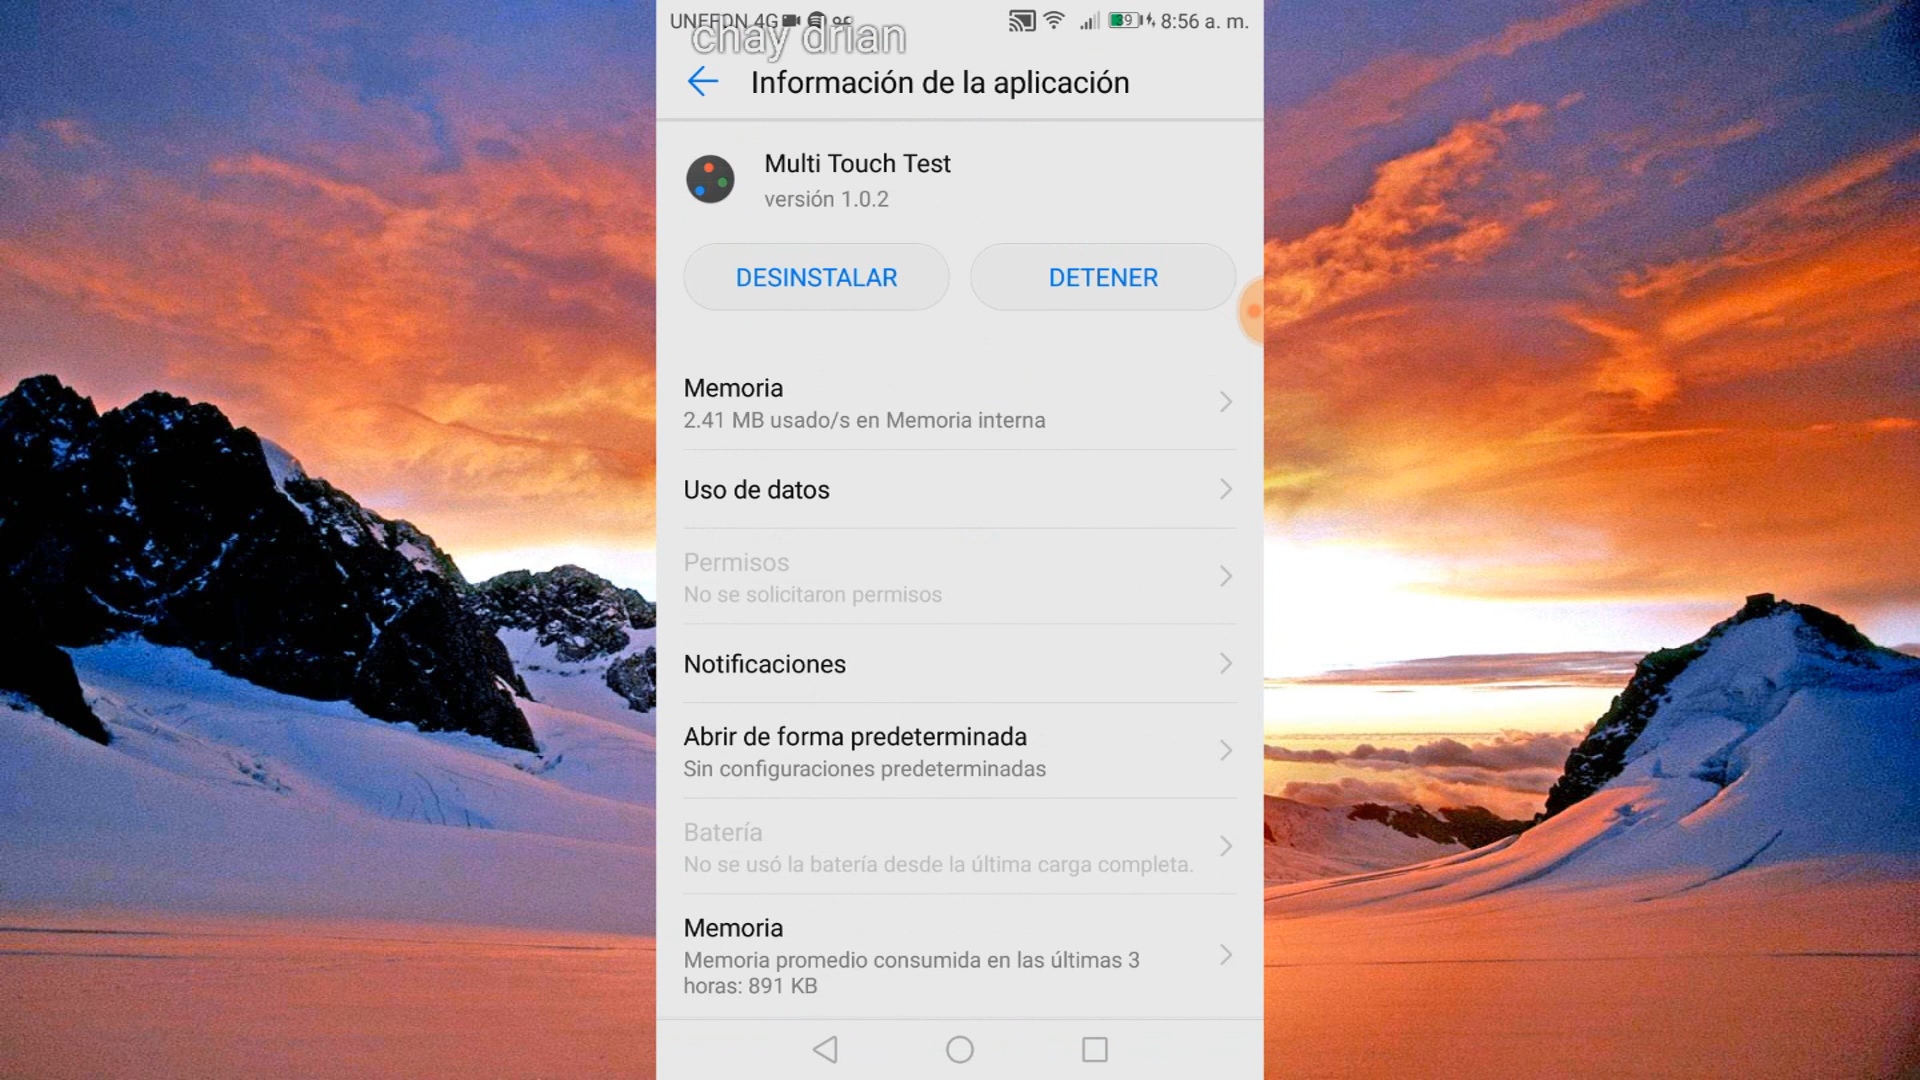 UNEFON 4G
39
8:56 a. m.
chay drian
Información de la aplicación
Multi Touch Test
versión 1.0.2
DESINSTALAR
DETENER
Memoria
2.41 MB usado/s en Memoria interna
Uso de datos
Permisos
No se solicitaron permisos
Notificaciones
Abrir de forma predeterminada
Sin configuraciones predeterminadas
Batería
No se usó la batería desde la última carga completa.
Memoria
Memoria promedio consumida en las últimas 3
horas: 891 KB